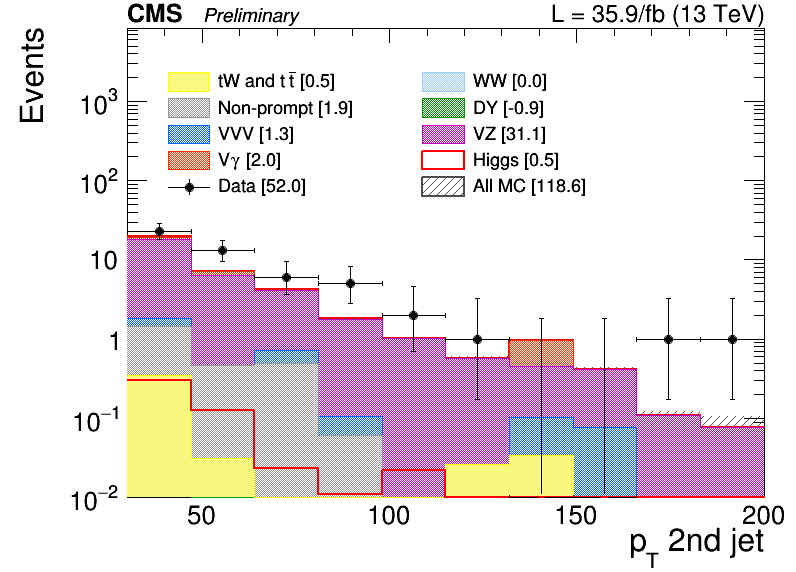 CMS Preliminary L = 35.9/fb (13 TeV)
Events
tW and t t̅ [0.5]
Non-prompt [1.9]
VVV [1.3]
Vγ [2.0]
Data [52.0]
WW [0.0]
DY [-0.9]
VZ [31.1]
Higgs [0.5]
All MC [118.6]
10³
10²
10
1
10⁻¹
10⁻²
50 100 150 200
p_T 2nd jet